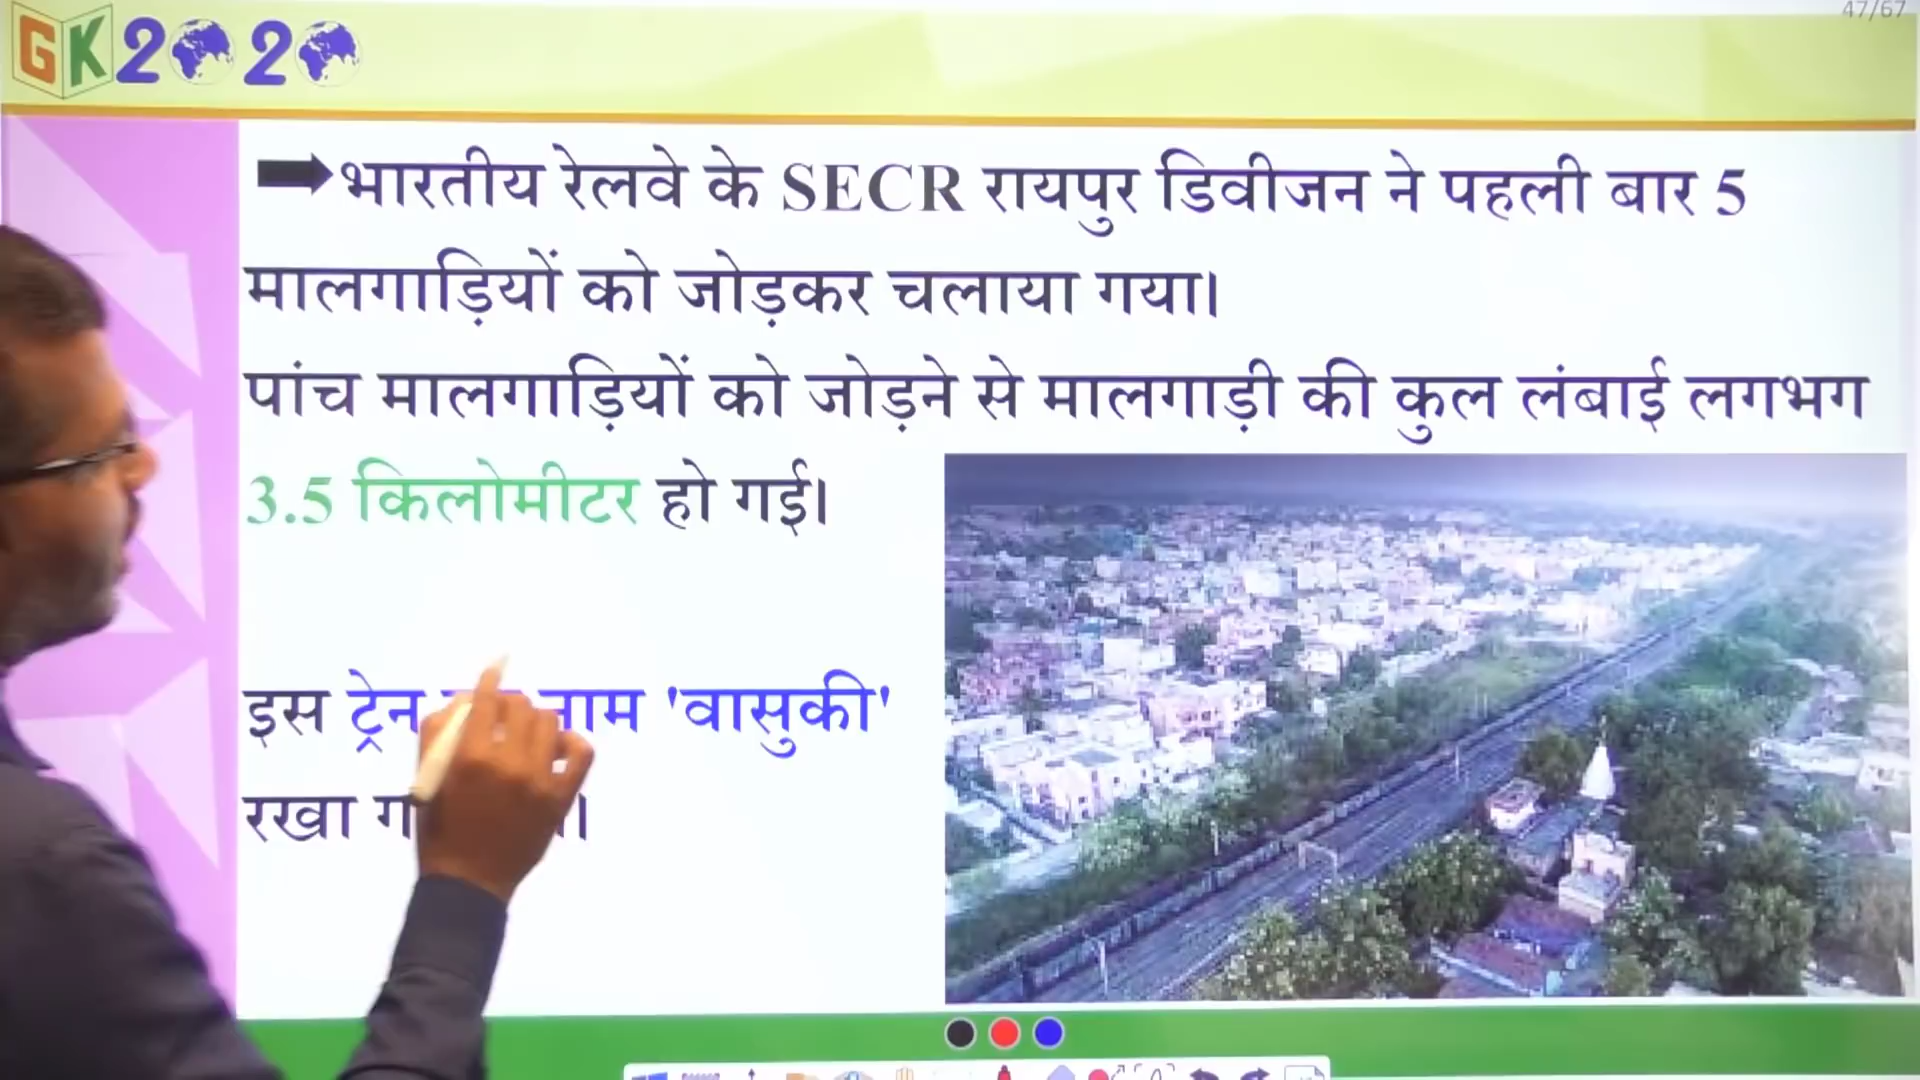 47/67
GK2020
भारतीय रेलवे के SECR रायपुर डिवीजन ने पहली बार 5
मालगाड़ियों को जोड़कर चलाया गया।
पांच मालगाड़ियों को जोड़ने से मालगाड़ी की कुल लंबाई लगभग
3.5 किलोमीटर हो गई।
इस ट्रेन नाम 'वासुकी'
रखा